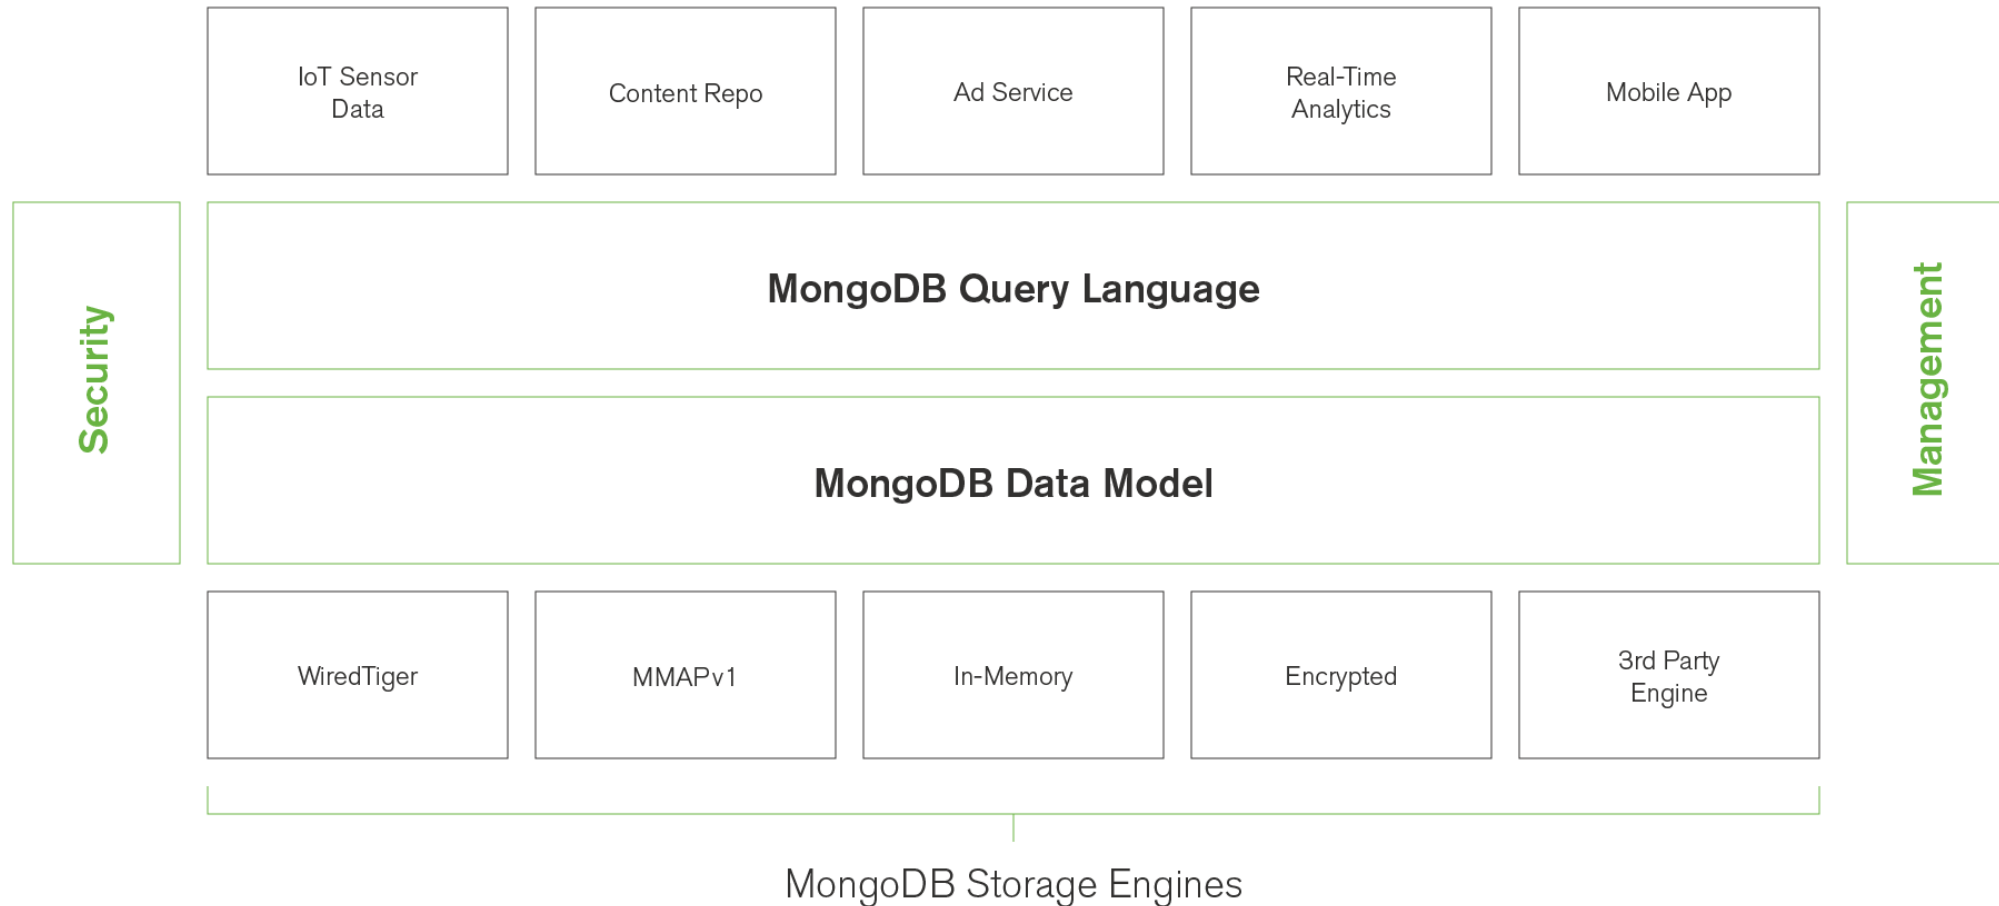 IoT Sensor
Data
Content Repo
Ad Service
Real-Time
Analytics
Mobile App
Security
MongoDB Query Language
Management
MongoDB Data Model
WiredTiger
MMAPv1
In-Memory
Encrypted
3rd Party
Engine
MongoDB Storage Engines